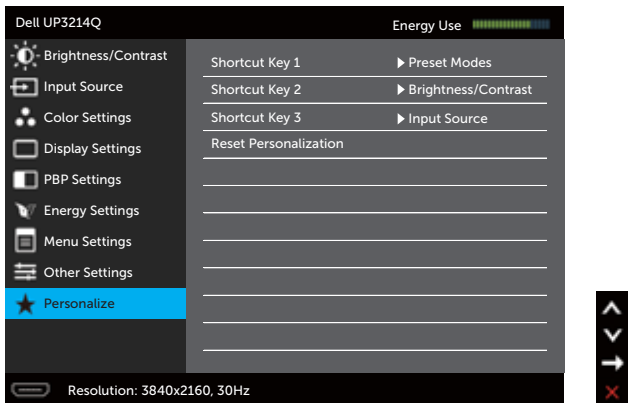 Dell UP3214Q
Energy Use
Brightness/Contrast
Input Source
Color Settings
Display Settings
PBP Settings
Energy Settings
Menu Settings
Other Settings
Personalize
Shortcut Key 1 Preset Modes
Shortcut Key 2 Brightness/Contrast
Shortcut Key 3 Input Source
Reset Personalization
Resolution: 3840x2160, 30Hz